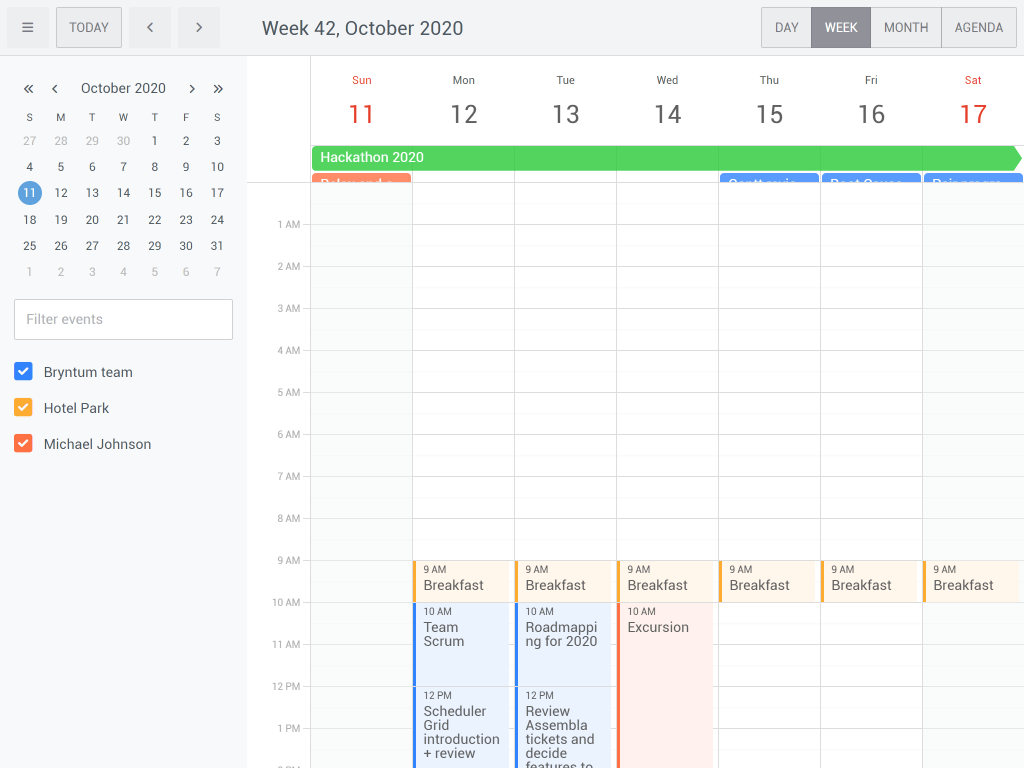 TODAY
Week 42, October 2020
DAY
WEEK
MONTH
AGENDA
October 2020
S M T W T F S
27 28 29 30 1 2 3
4 5 6 7 8 9 10
11 12 13 14 15 16 17
18 19 20 21 22 23 24
25 26 27 28 29 30 31
1 2 3 4 5 6 7
Filter events
Bryntum team
Hotel Park
Michael Johnson
Sun Mon Tue Wed Thu Fri Sat
11 12 13 14 15 16 17
Hackathon 2020
1 AM
2 AM
3 AM
4 AM
5 AM
6 AM
7 AM
8 AM
9 AM
10 AM
11 AM
12 PM
1 PM
9 AM
Breakfast
10 AM
Team
Scrum
12 PM
Scheduler
Grid
introduction
+ review
9 AM
Breakfast
10 AM
Roadmappi
ng for 2020
12 PM
Review
Assembla
tickets and
decide
features to
9 AM
Breakfast
10 AM
Excursion
9 AM
Breakfast
9 AM
Breakfast
9 AM
Breakfast